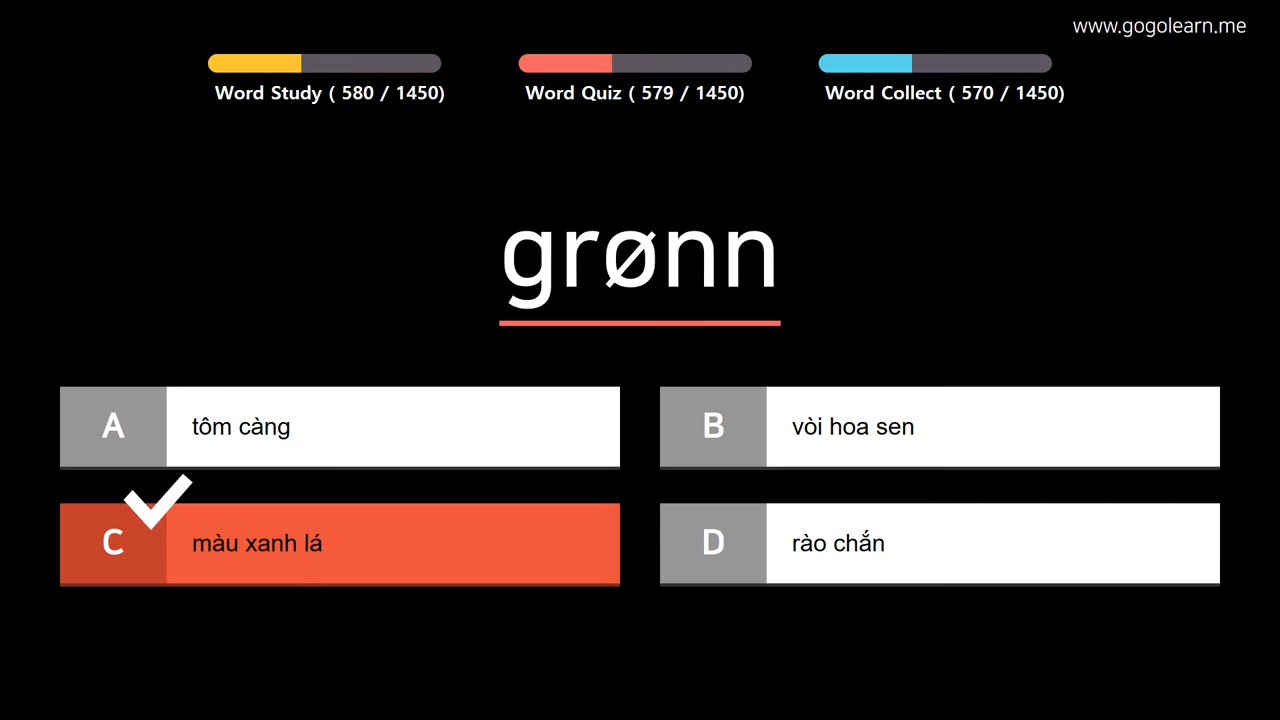 www.gogolearn.me
Word Study ( 580 / 1450)
Word Quiz ( 579 / 1450)
Word Collect ( 570 / 1450)
grønn
A tôm càng
B vòi hoa sen
C màu xanh lá
D rào chắn